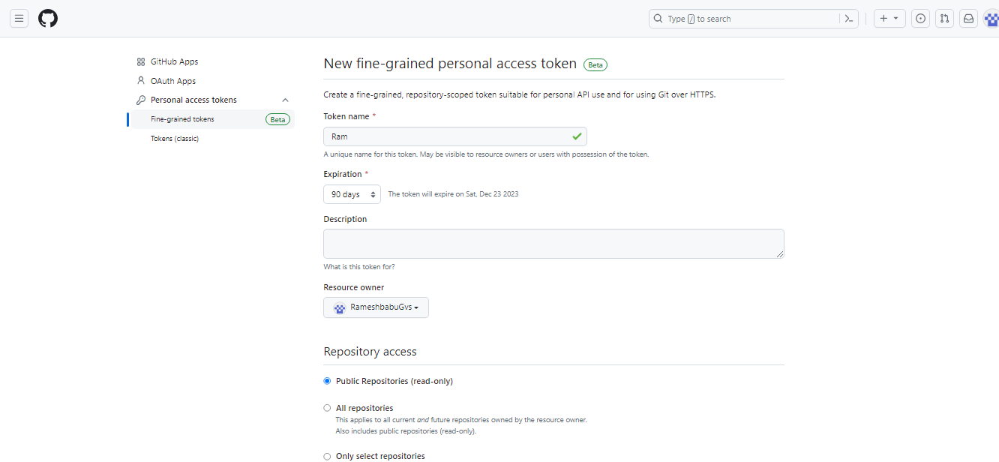 Type / to search
GitHub Apps
OAuth Apps
Personal access tokens
Fine-grained tokens Beta
Tokens (classic)
New fine-grained personal access token Beta
Create a fine-grained, repository-scoped token suitable for personal API use and for using Git over HTTPS.
Token name *
Ram
A unique name for this token. May be visible to resource owners or users with possession of the token.
Expiration *
90 days The token will expire on Sat, Dec 23 2023
Description
What is this token for?
Resource owner
RameshbabuGvs
Repository access
Public Repositories (read-only)
All repositories
This applies to all current and future repositories owned by the resource owner.
Also includes public repositories (read-only).
Only select repositories